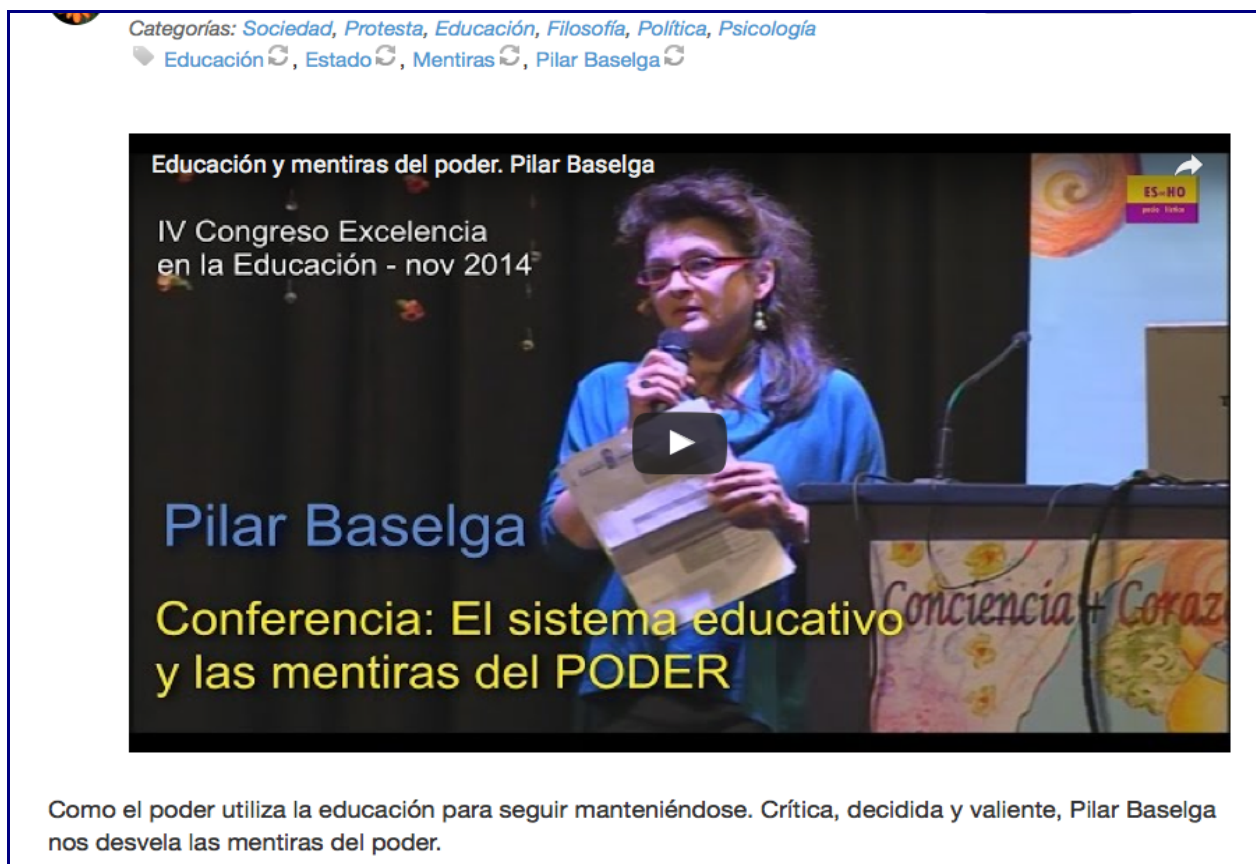 Categorías: Sociedad, Protesta, Educación, Filosofía, Política, Psicología
Educación, Estado, Mentiras, Pilar Baselga
Educación y mentiras del poder. Pilar Baselga
ES-HO
IV Congreso Excelencia
en la Educación - nov 2014
Pilar Baselga
Conferencia: El sistema educativo
y las mentiras del PODER
Conciencia + Coraz
Como el poder utiliza la educación para seguir manteniéndose. Crítica, decidida y valiente, Pilar Baselga
nos desvela las mentiras del poder.